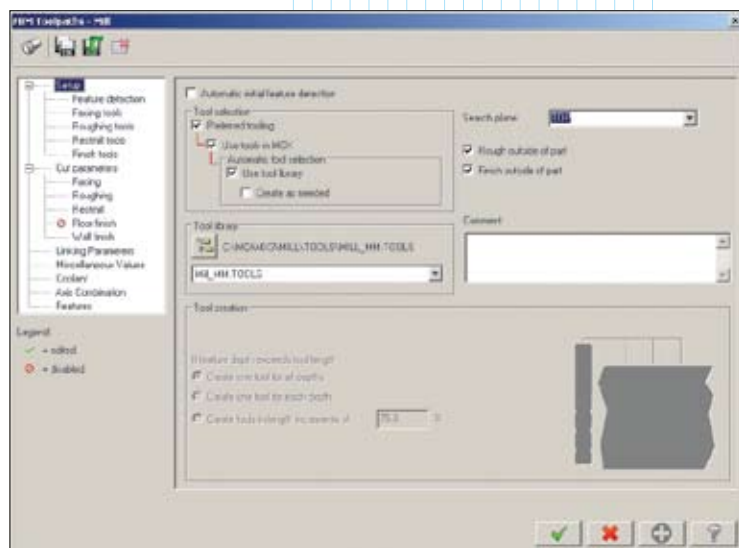 FBM Toolpaths - Mill
Setup
Feature detection
Facing tools
Roughing tools
Restmill tools
Finish tools
Cut parameters
Facing
Roughing
Restmill
Floor finish
Wall finish
Linking Parameters
Miscellaneous Values
Coolant
Axis Combination
Features
Legend
= edited
= disabled
Automatic initial feature detection
Tool selection
Preferred tooling
Use tools in MCX
Automatic tool selection
Use tool library
Create as needed
Search plane:
TOP
Rough outside of part
Finish outside of part
Tool library
MILL_MM.TOOLS
Comment
Tool creation
If feature depth exceeds tool length
Create one tool for all depths
Create one tool for each depth
Create tools in length increments of
75.0